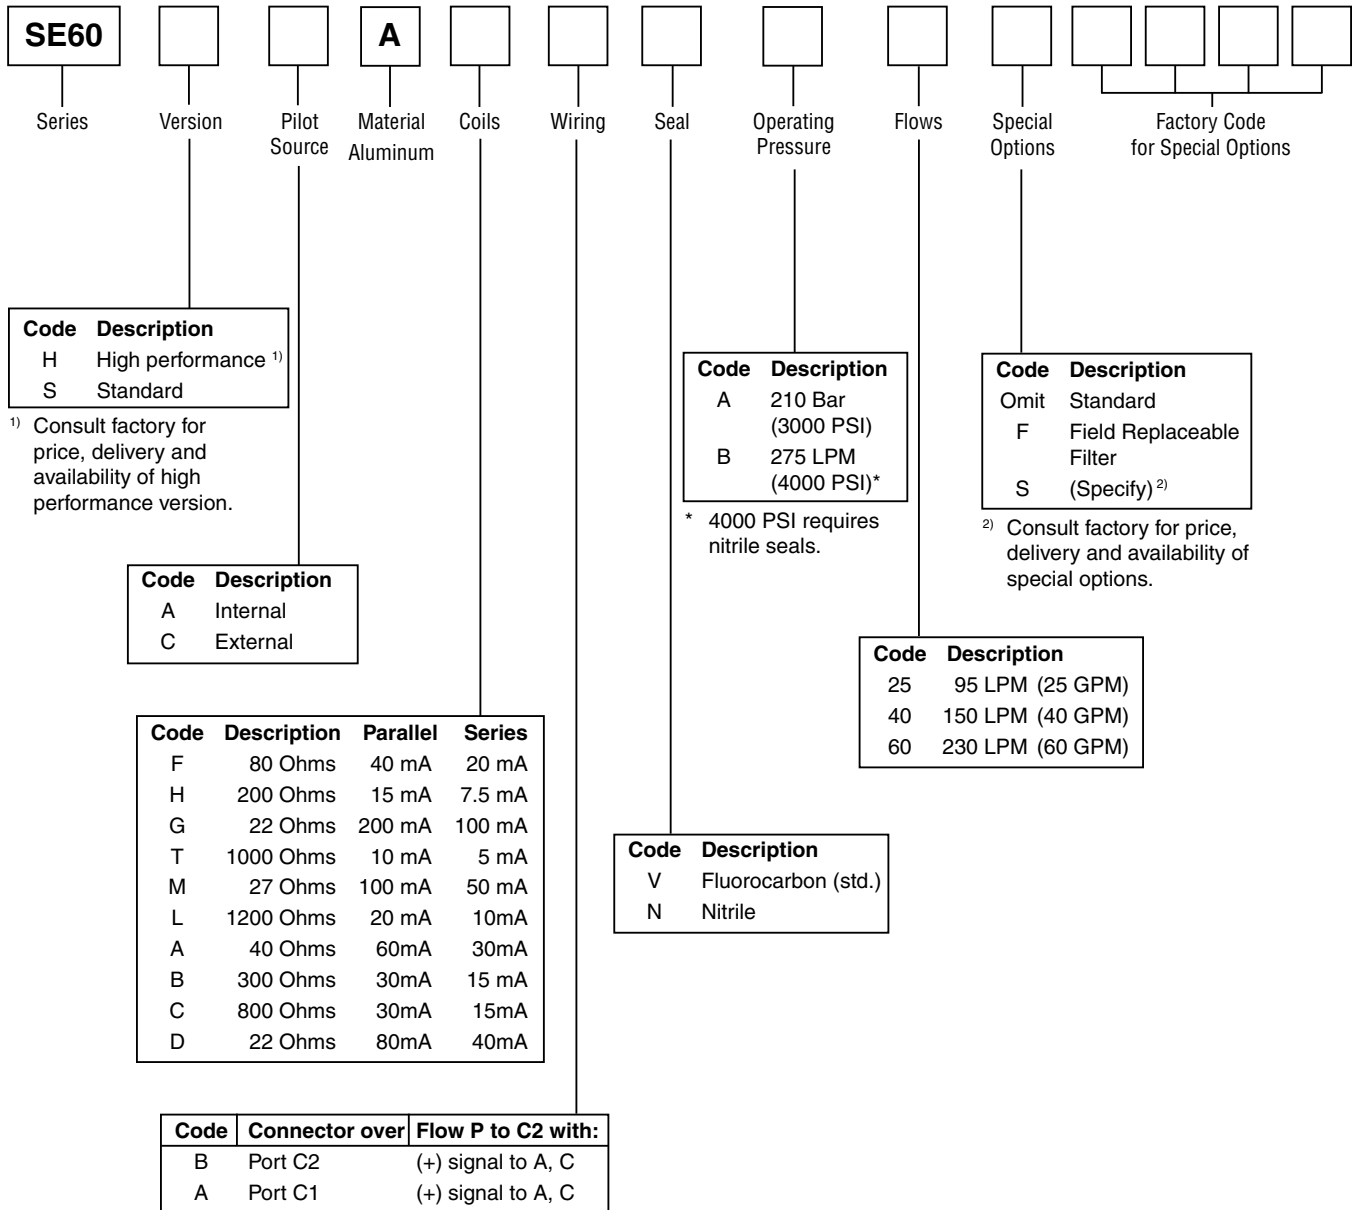 SE60 A
Series Version Pilot Source Material Aluminum Coils Wiring Seal Operating Pressure Flows Special Options Factory Code for Special Options
Code Description
H High performance 1)
S Standard
1) Consult factory for
price, delivery and
availability of high
performance version.
Code Description
A 210 Bar
(3000 PSI)
B 275 LPM
(4000 PSI)*
* 4000 PSI requires
nitrile seals.
Code Description
Omit Standard
F Field Replaceable
Filter
S (Specify) 2)
2) Consult factory for price,
delivery and availability of
special options.
Code Description
A Internal
C External
Code Description
25 95 LPM (25 GPM)
40 150 LPM (40 GPM)
60 230 LPM (60 GPM)
Code Description Parallel Series
F 80 Ohms 40 mA 20 mA
H 200 Ohms 15 mA 7.5 mA
G 22 Ohms 200 mA 100 mA
T 1000 Ohms 10 mA 5 mA
M 27 Ohms 100 mA 50 mA
L 1200 Ohms 20 mA 10mA
A 40 Ohms 60mA 30mA
B 300 Ohms 30mA 15 mA
C 800 Ohms 30mA 15mA
D 22 Ohms 80mA 40mA
Code Description
V Fluorocarbon (std.)
N Nitrile
Code Connector over Flow P to C2 with:
B Port C2 (+) signal to A, C
A Port C1 (+) signal to A, C